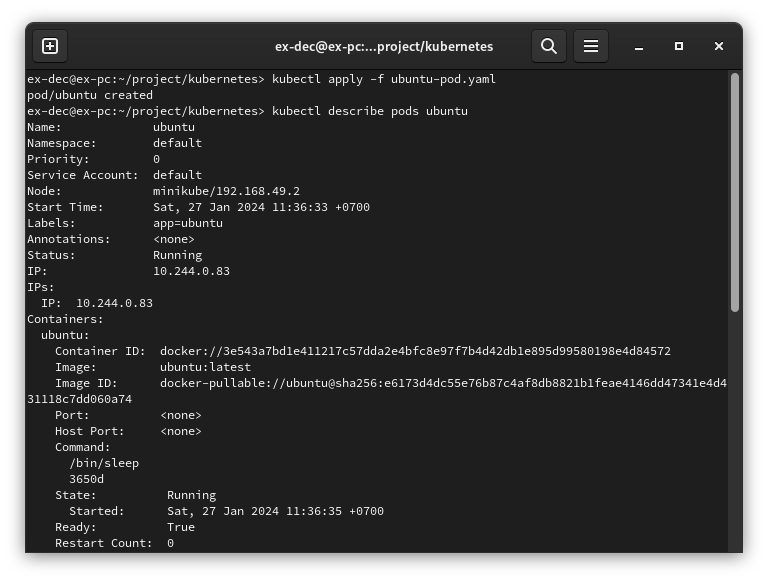 ex-dec@ex-pc:...project/kubernetes
ex-dec@ex-pc:~/project/kubernetes> kubectl apply -f ubuntu-pod.yaml
pod/ubuntu created
ex-dec@ex-pc:~/project/kubernetes> kubectl describe pods ubuntu
Name:             ubuntu
Namespace:        default
Priority:         0
Service Account:  default
Node:             minikube/192.168.49.2
Start Time:       Sat, 27 Jan 2024 11:36:33 +0700
Labels:           app=ubuntu
Annotations:      <none>
Status:           Running
IP:               10.244.0.83
IPs:
  IP:  10.244.0.83
Containers:
  ubuntu:
    Container ID:  docker://3e543a7bd1e411217c57dda2e4bfc8e97f7b4d42db1e895d99580198e4d84572
    Image:         ubuntu:latest
    Image ID:      docker-pullable://ubuntu@sha256:e6173d4dc55e76b87c4af8db8821b1feae4146dd47341e4d4
31118c7dd060a74
    Port:          <none>
    Host Port:     <none>
    Command:
      /bin/sleep
      3650d
    State:          Running
      Started:      Sat, 27 Jan 2024 11:36:35 +0700
    Ready:          True
    Restart Count:  0